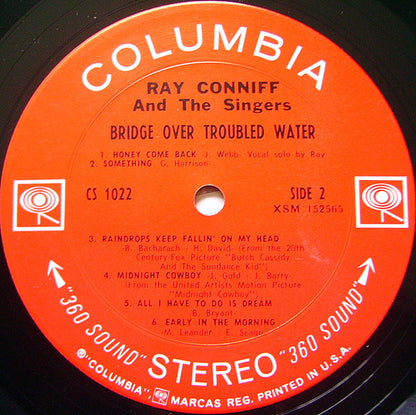 COLUMBIA
RAY CONNIFF
And The Singers
BRIDGE OVER TROUBLED WATER
1. HONEY COME BACK J. Webb- Vocal solo by Ray
2. SOMETHING G. Harrison-
CS 1022
SIDE 2
XSM 152565
3. RAINDROPS KEEP FALLIN' ON MY HEAD
- B. Bacharach - H. David- (From the 20th
Century-Fox Picture "Butch Cassidy
And The Sundance Kid")
4. MIDNIGHT COWBOY - J. Gold - J. Barry-
(From the United Artists Motion Picture
"Midnight Cowboy")
5. ALL I HAVE TO DO IS DREAM
- B. Bryant-
6. EARLY IN THE MORNING
- M. Leander- - E. Seago-
"360 SOUND" STEREO "360 SOUND"
® "COLUMBIA", MARCAS REG. PRINTED IN U.S.A.